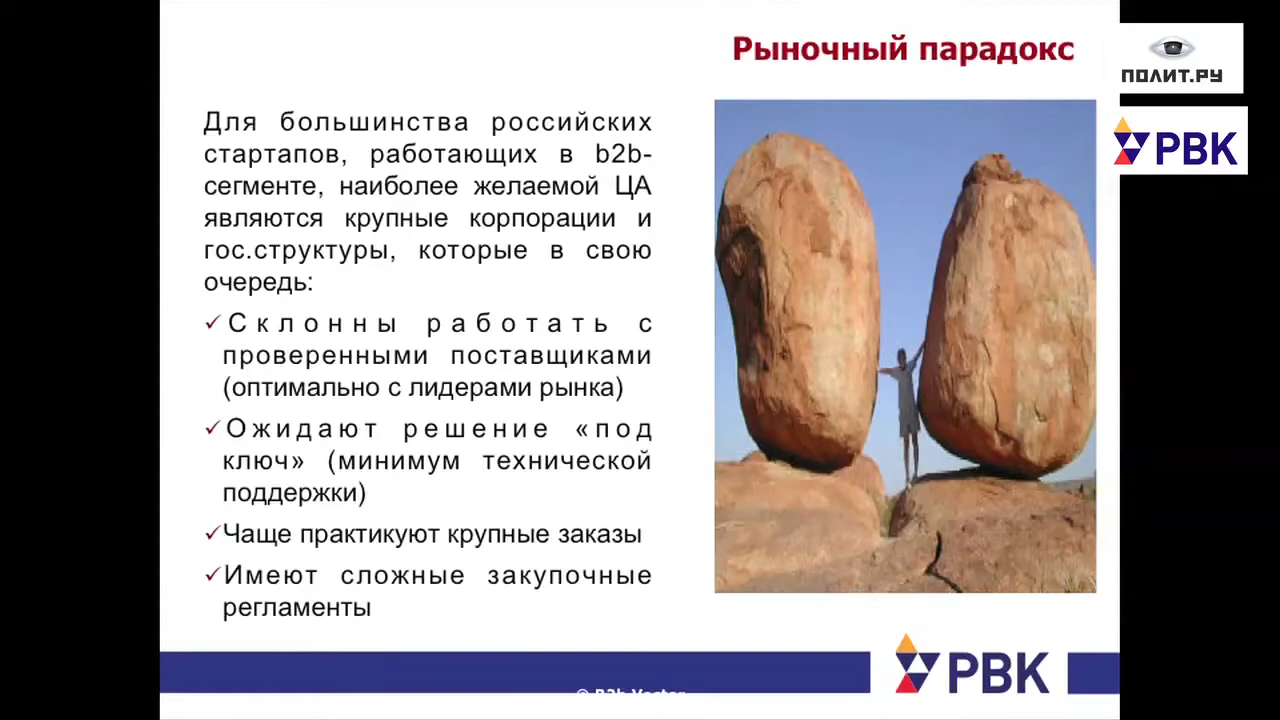 Рыночный парадокс
ПОЛИТ.РУ
РВК
Для большинства российских
стартапов, работающих в b2b-
сегменте, наиболее желаемой ЦА
являются крупные корпорации и
гос.структуры, которые в свою
очередь:
✓Склонны работать с
проверенными поставщиками
(оптимально с лидерами рынка)
✓Ожидают решение «под
ключ» (минимум технической
поддержки)
✓Чаще практикуют крупные заказы
✓Имеют сложные закупочные
регламенты
РВК
© B2b Vector